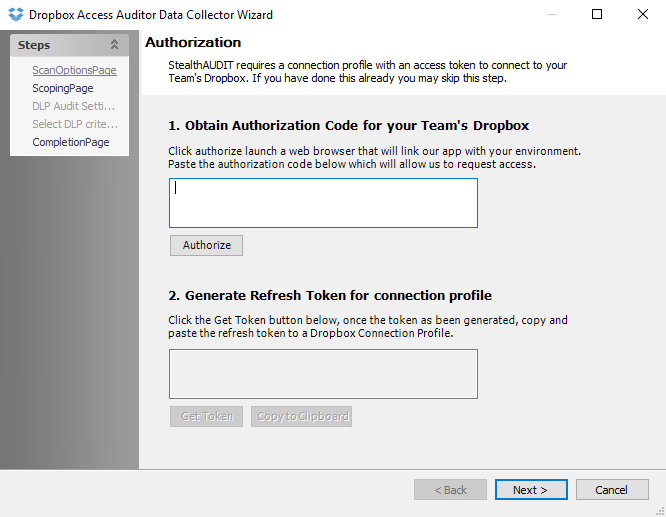 Dropbox Access Auditor Data Collector Wizard
Steps
ScanOptionsPage
ScopingPage
DLP Audit Setti...
Select DLP crite...
CompletionPage
Authorization
StealthAUDIT requires a connection profile with an access token to connect to your
Team's Dropbox. If you have done this already you may skip this step.
1. Obtain Authorization Code for your Team's Dropbox
Click authorize launch a web browser that will link our app with your environment.
Paste the authorization code below which will allow us to request access.
Authorize
2. Generate Refresh Token for connection profile
Click the Get Token button below, once the token as been generated, copy and
paste the refresh token to a Dropbox Connection Profile.
Get Token
Copy to Clipboard
< Back
Next >
Cancel